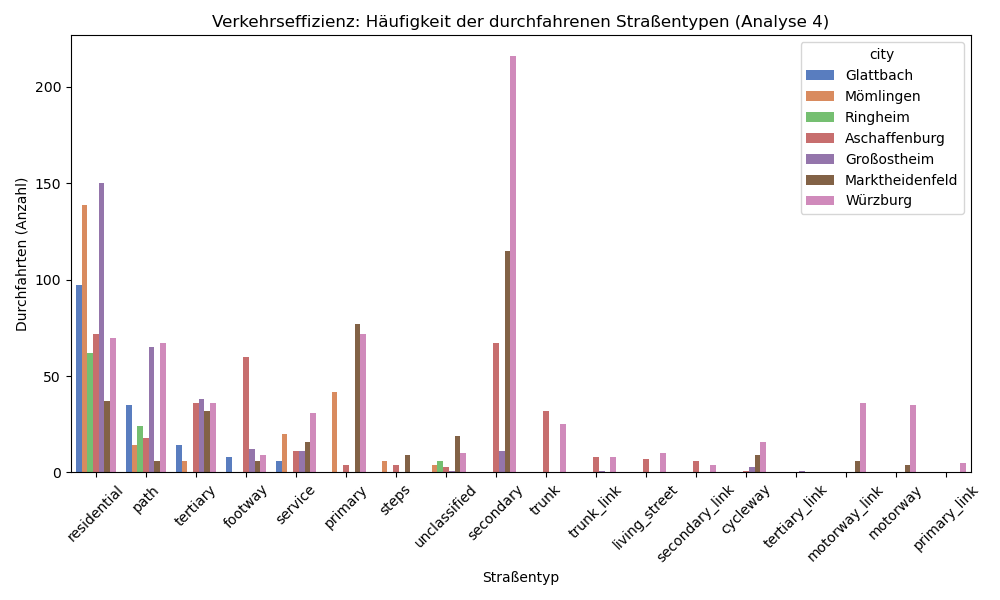 Verkehrseffizienz: Häufigkeit der durchfahrenen Straßentypen (Analyse 4)
city
Glattbach
Mömlingen
Ringheim
Aschaffenburg
Großostheim
Marktheidenfeld
Würzburg
Durchfahrten (Anzahl)
200
150
100
50
0
residential
path
tertiary
footway
service
primary
steps
unclassified
secondary
trunk
trunk_link
living_street
secondary_link
cycleway
tertiary_link
motorway_link
motorway
primary_link
Straßentyp